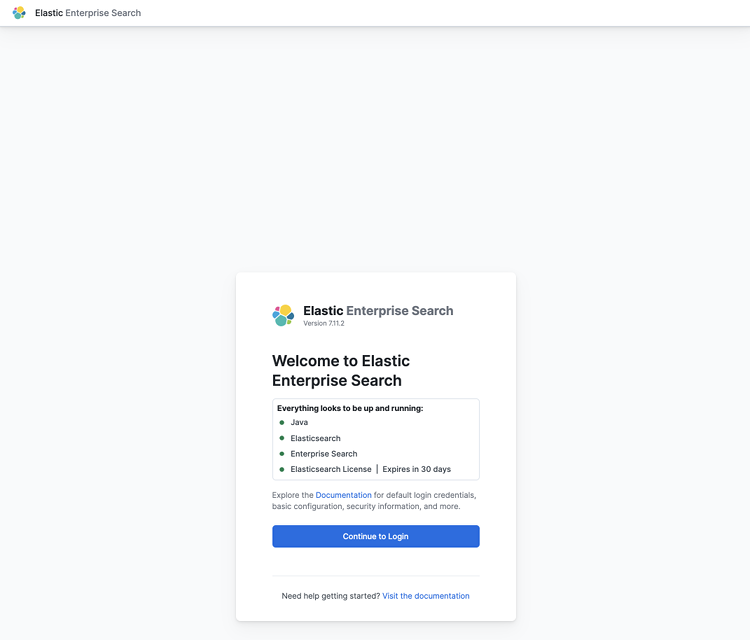 Elastic Enterprise Search
Elastic Enterprise Search
Version 7.11.2
Welcome to Elastic
Enterprise Search
Everything looks to be up and running:
Java
Elasticsearch
Enterprise Search
Elasticsearch License | Expires in 30 days
Explore the Documentation for default login credentials,
basic configuration, security information, and more.
Continue to Login
Need help getting started? Visit the documentation